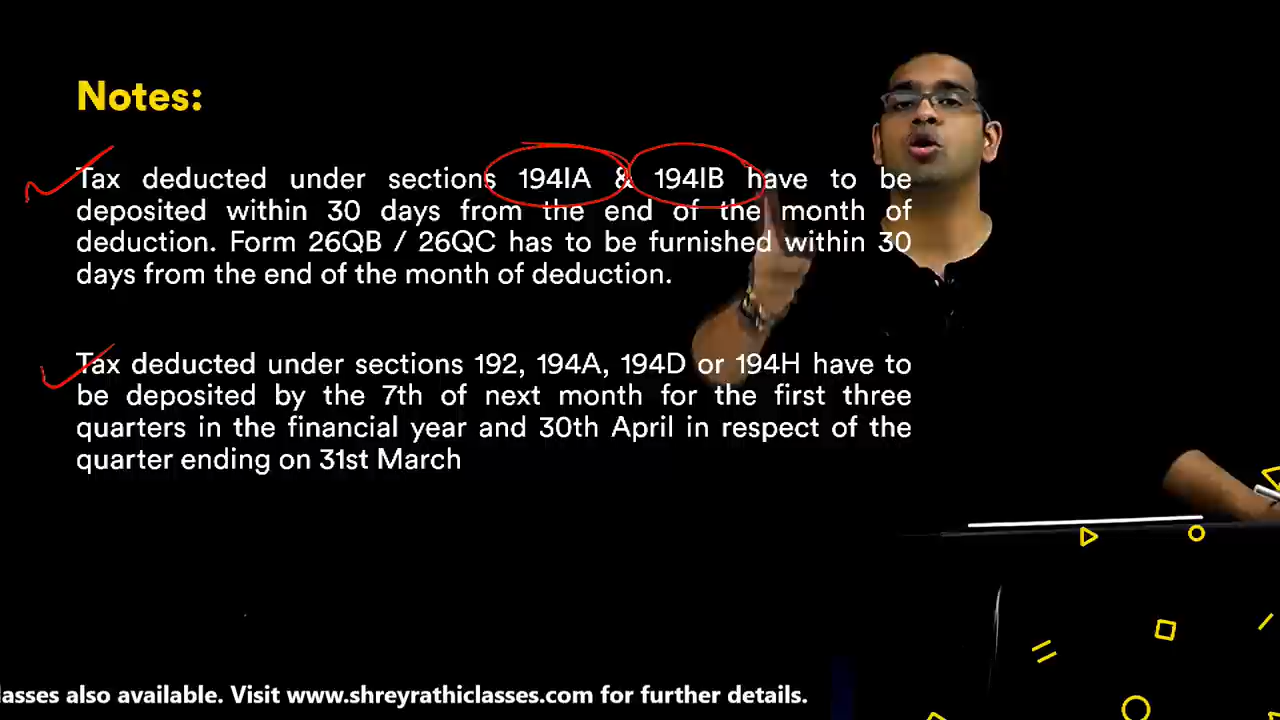 Notes:
Tax deducted under sections 194IA & 194IB have to be
deposited within 30 days from the end of the month of
deduction. Form 26QB / 26QC has to be furnished within 30
days from the end of the month of deduction.
Tax deducted under sections 192, 194A, 194D or 194H have to
be deposited by the 7th of next month for the first three
quarters in the financial year and 30th April in respect of the
quarter ending on 31st March
lasses also available. Visit www.shreyrathiclasses.com for further details.